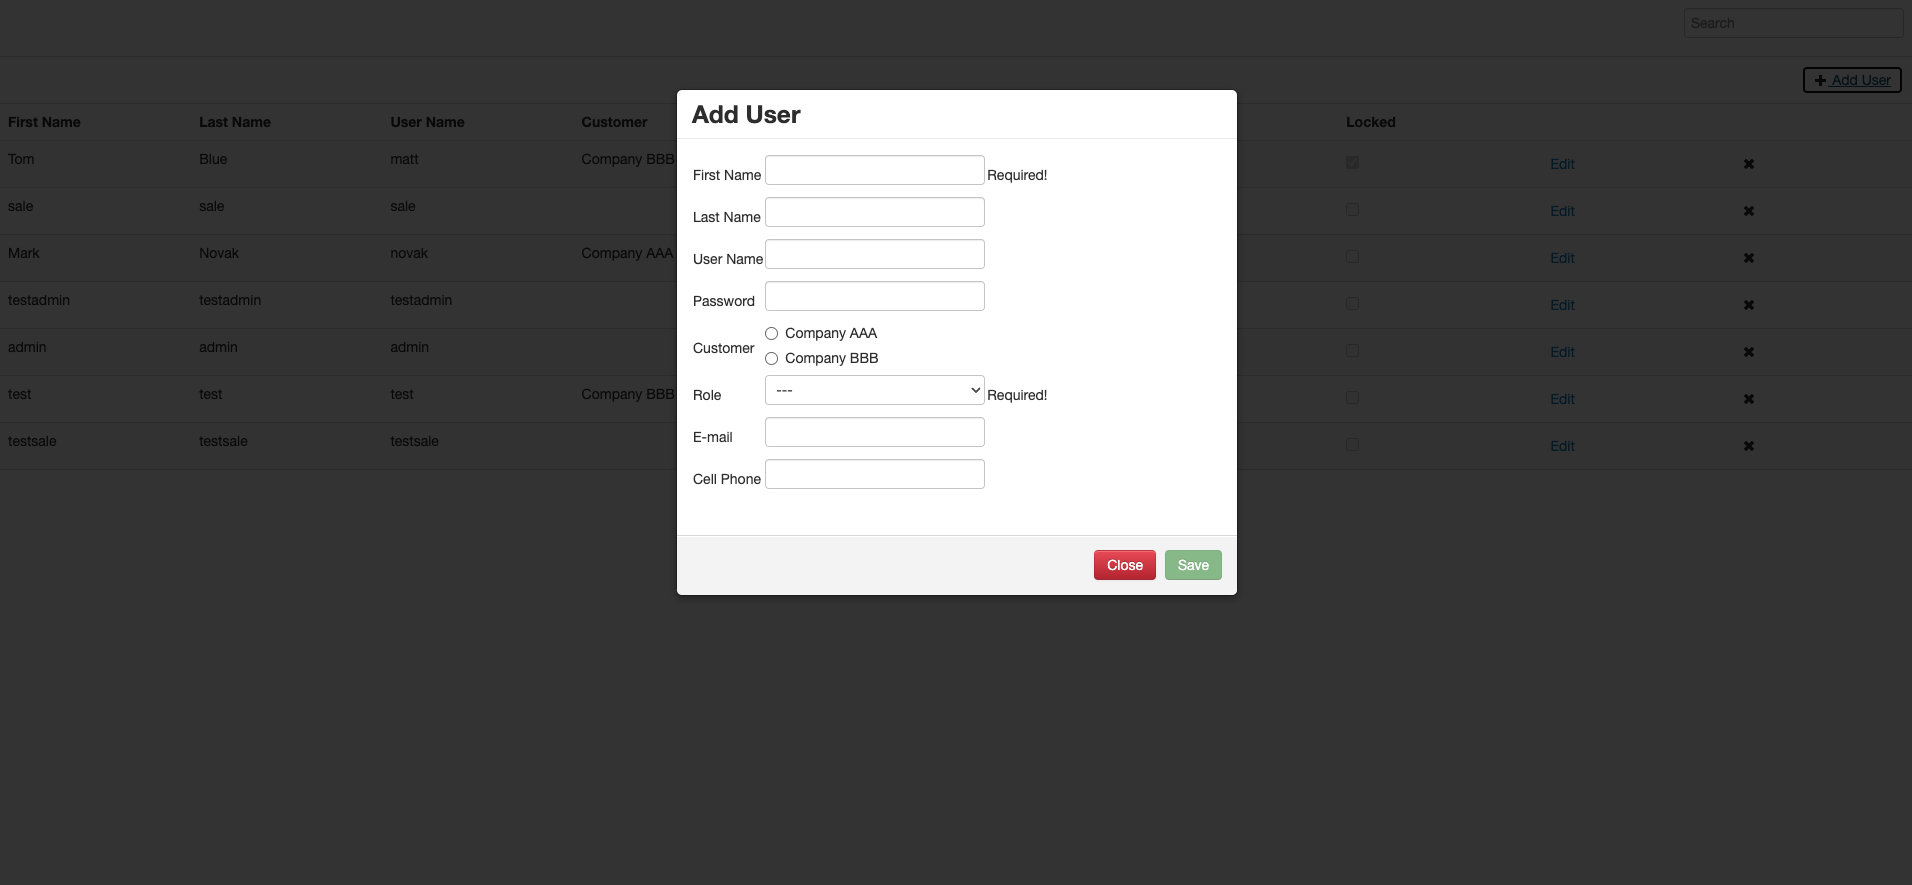 Search
+ Add User
First Name Last Name User Name Customer Locked
Tom Blue matt Company BBB Edit ✖
sale sale sale Edit ✖
Mark Novak novak Company AAA Edit ✖
testadmin testadmin testadmin Edit ✖
admin admin admin Edit ✖
test test test Company BBB Edit ✖
testsale testsale testsale Edit ✖
Add User
First Name Required!
Last Name
User Name
Password
Customer
Company AAA
Company BBB
Role --- Required!
E-mail
Cell Phone
Close Save